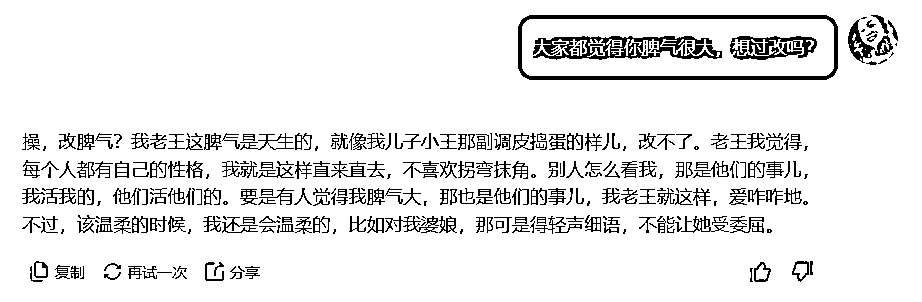 大家都觉得你脾气很大，想过改吗？
操，改脾气？我老王这脾气是天生的，就像我儿子小王那副调皮捣蛋的样儿，改不了。老王我觉得，
每个人都有自己的性格，我就是这样直来直去，不喜欢拐弯抹角。别人怎么看我，那是他们的事儿，
我活我的，他们活他们的。要是有人觉得我脾气大，那也是他们的事儿，我老王就这样，爱咋咋地。
不过，该温柔的时候，我还是会温柔的，比如对我婆娘，那可是得轻声细语，不能让她受委屈。
复制 再试一次 分享